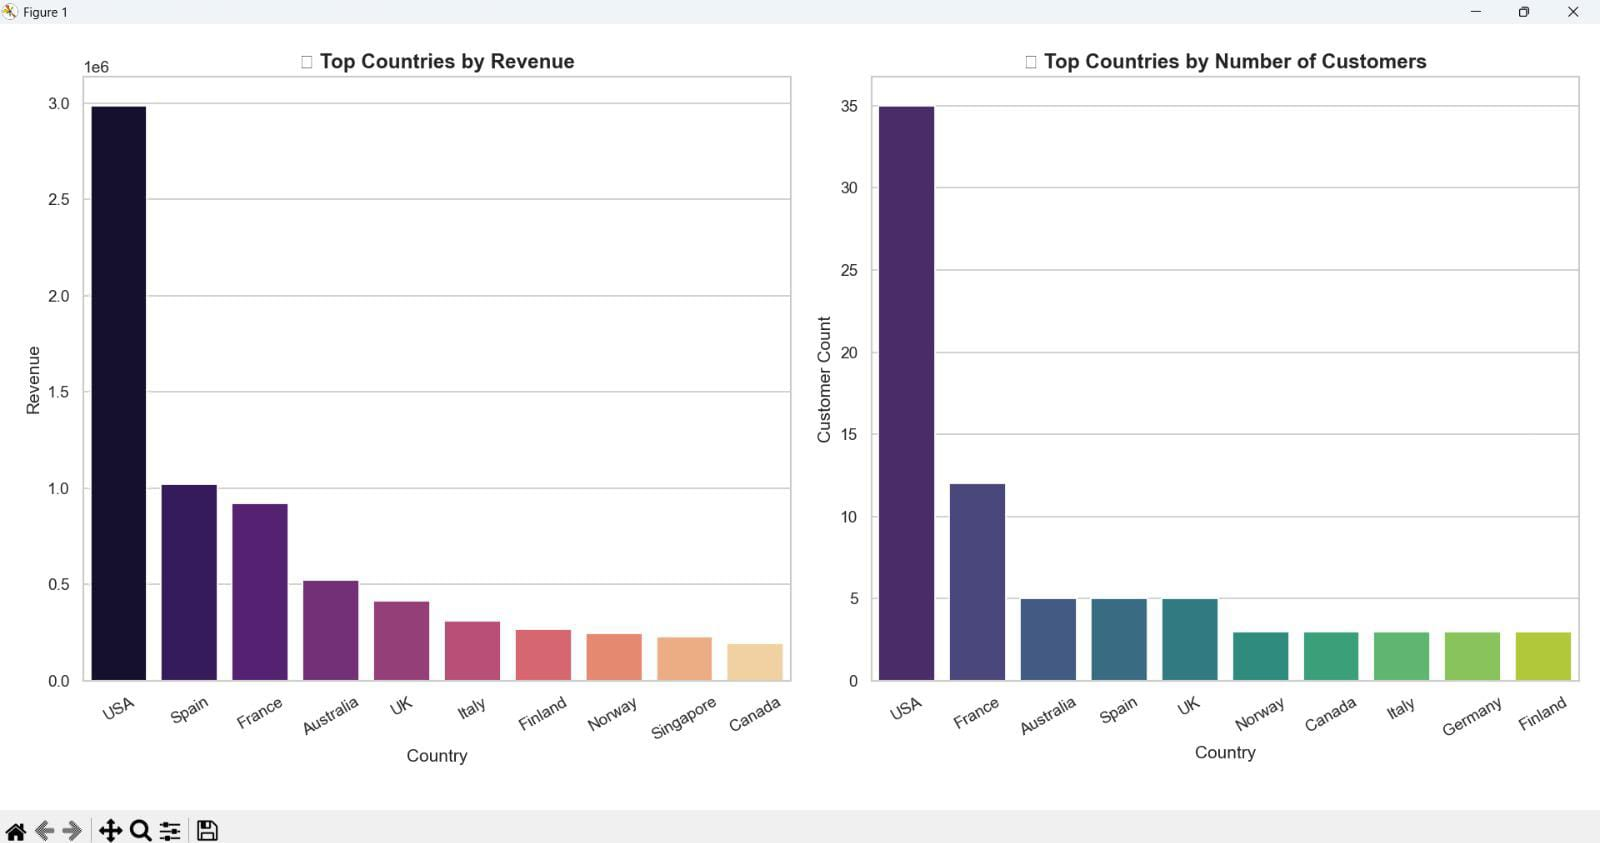 Figure 1
Top Countries by Revenue
1e6
3.0
2.5
2.0
1.5
1.0
0.5
0.0
Revenue
USA
Spain
France
Australia
UK
Italy
Finland
Norway
Singapore
Canada
Country
Top Countries by Number of Customers
35
30
25
20
15
10
5
0
Customer Count
USA
France
Australia
Spain
UK
Norway
Canada
Italy
Germany
Finland
Country